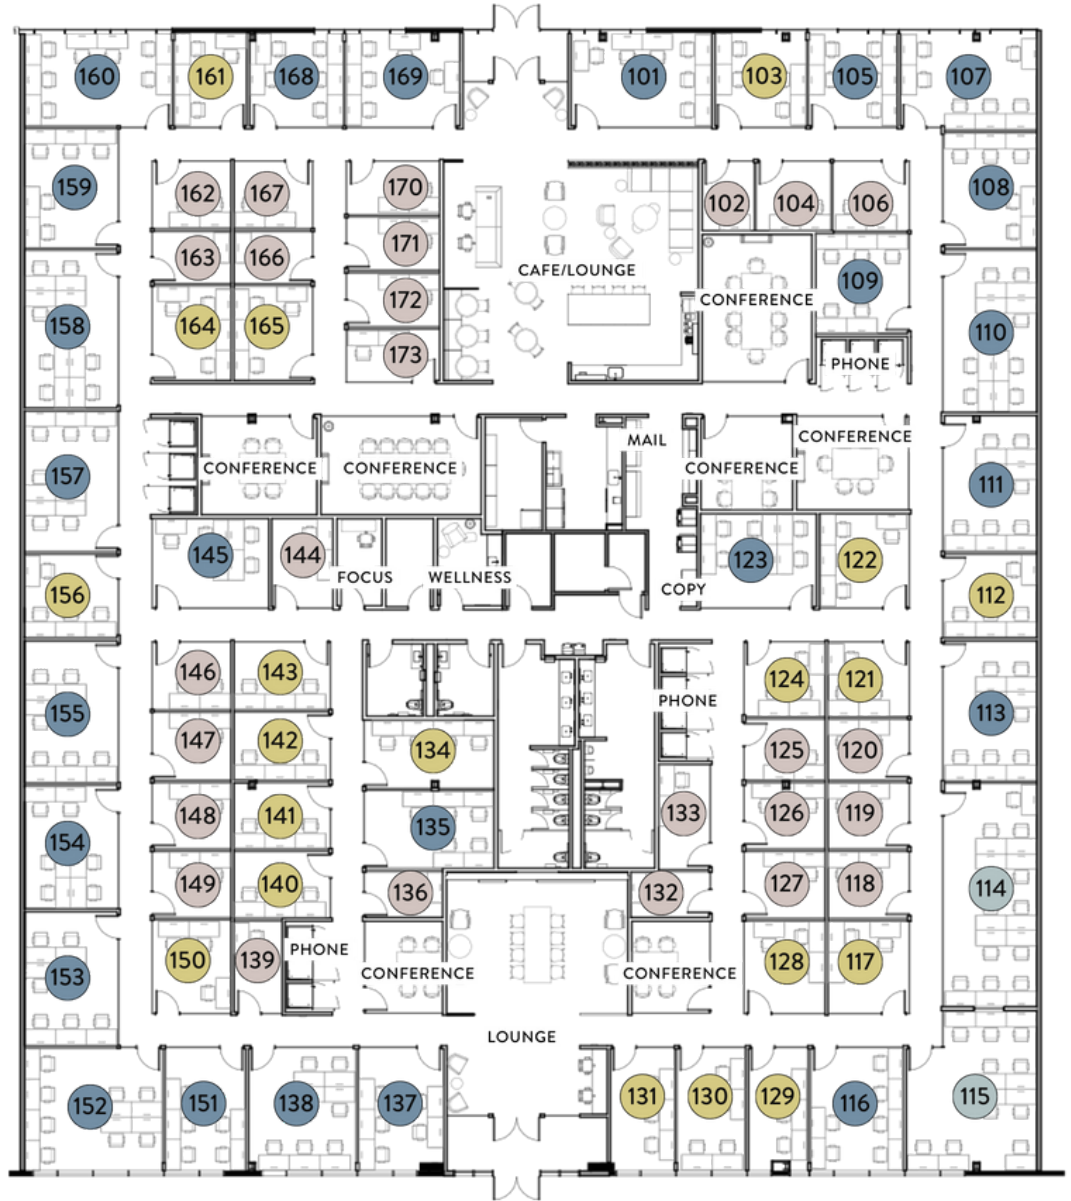 160 161 168 169 101 103 105 107
159 162 167 170 102 104 106 108
163 166 171
CAFE/LOUNGE
109
172 CONFERENCE
158 164 165 110
173 PHONE
MAIL CONFERENCE
CONFERENCE CONFERENCE CONFERENCE
157 111
145 144 123 122
FOCUS WELLNESS
COPY
156 112
146 143 124 121
PHONE
155 113
147 142 134 125 120
148 141 135 133 126 119
154
149 140 136 132 127 118 114
PHONE
150 139 128 117
CONFERENCE CONFERENCE
153
LOUNGE
152 151 138 137 131 130 129 116 115